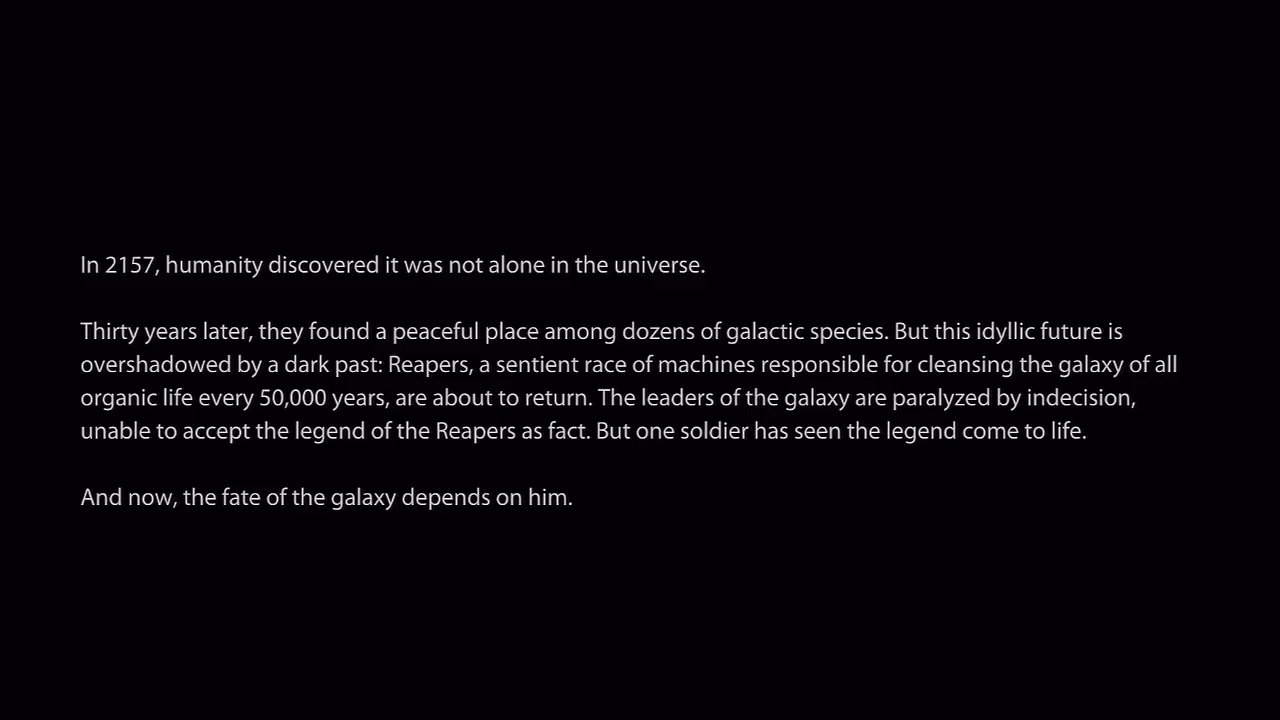 In 2157, humanity discovered it was not alone in the universe.
Thirty years later, they found a peaceful place among dozens of galactic species. But this idyllic future is
overshadowed by a dark past: Reapers, a sentient race of machines responsible for cleansing the galaxy of all
organic life every 50,000 years, are about to return. The leaders of the galaxy are paralyzed by indecision,
unable to accept the legend of the Reapers as fact. But one soldier has seen the legend come to life.
And now, the fate of the galaxy depends on him.